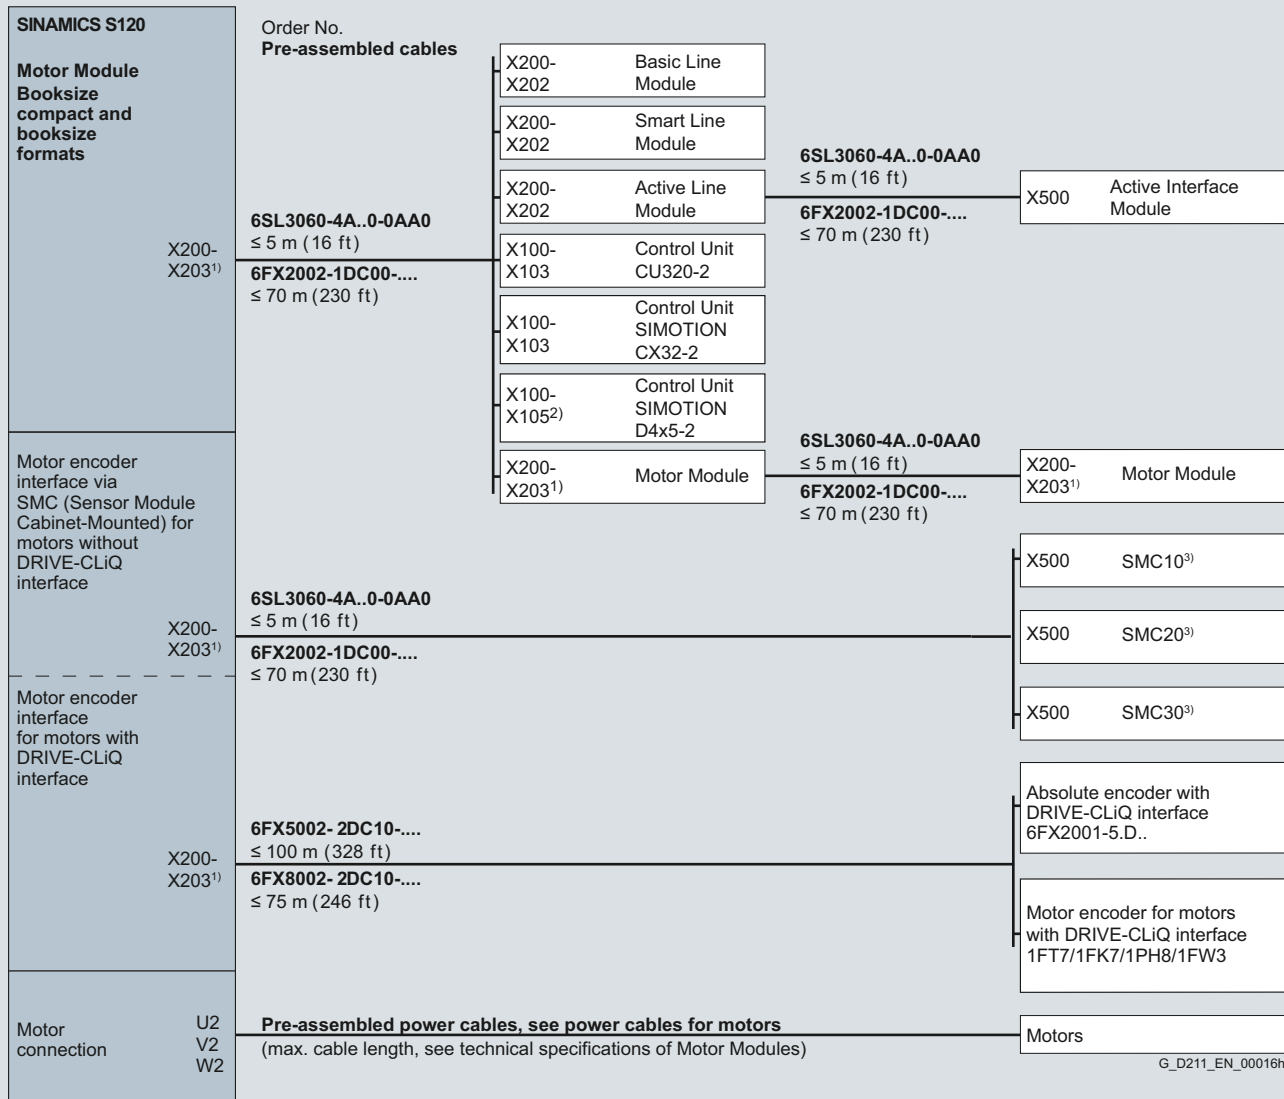 SINAMICS S120
Motor Module
Booksize
compact and
booksize
formats
X200-
X203¹⁾
Order No.
Pre-assembled cables
6SL3060-4A..0-0AA0
≤ 5 m (16 ft)
6FX2002-1DC00-....
≤ 70 m (230 ft)
X200-
X202
Basic Line
Module
X200-
X202
Smart Line
Module
X200-
X202
Active Line
Module
6SL3060-4A..0-0AA0
≤ 5 m (16 ft)
6FX2002-1DC00-....
≤ 70 m (230 ft)
X500
Active Interface
Module
X100-
X103
Control Unit
CU320-2
X100-
X103
Control Unit
SIMOTION
CX32-2
X100-
X105²⁾
Control Unit
SIMOTION
D4x5-2
X200-
X203¹⁾
Motor Module
6SL3060-4A..0-0AA0
≤ 5 m (16 ft)
6FX2002-1DC00-....
≤ 70 m (230 ft)
X200-
X203¹⁾
Motor Module
Motor encoder
interface via
SMC (Sensor Module
Cabinet-Mounted) for
motors without
DRIVE-CLiQ
interface
X200-
X203¹⁾
6SL3060-4A..0-0AA0
≤ 5 m (16 ft)
6FX2002-1DC00-....
≤ 70 m (230 ft)
X500
SMC10³⁾
X500
SMC20³⁾
X500
SMC30³⁾
Motor encoder
interface
for motors with
DRIVE-CLiQ
interface
X200-
X203¹⁾
6FX5002- 2DC10-....
≤ 100 m (328 ft)
6FX8002- 2DC10-....
≤ 75 m (246 ft)
Absolute encoder with
DRIVE-CLiQ interface
6FX2001-5.D..
Motor encoder for motors
with DRIVE-CLiQ interface
1FT7/1FK7/1PH8/1FW3
Motor
connection
U2
V2
W2
Pre-assembled power cables, see power cables for motors
(max. cable length, see technical specifications of Motor Modules)
Motors
G_D211_EN_00016h